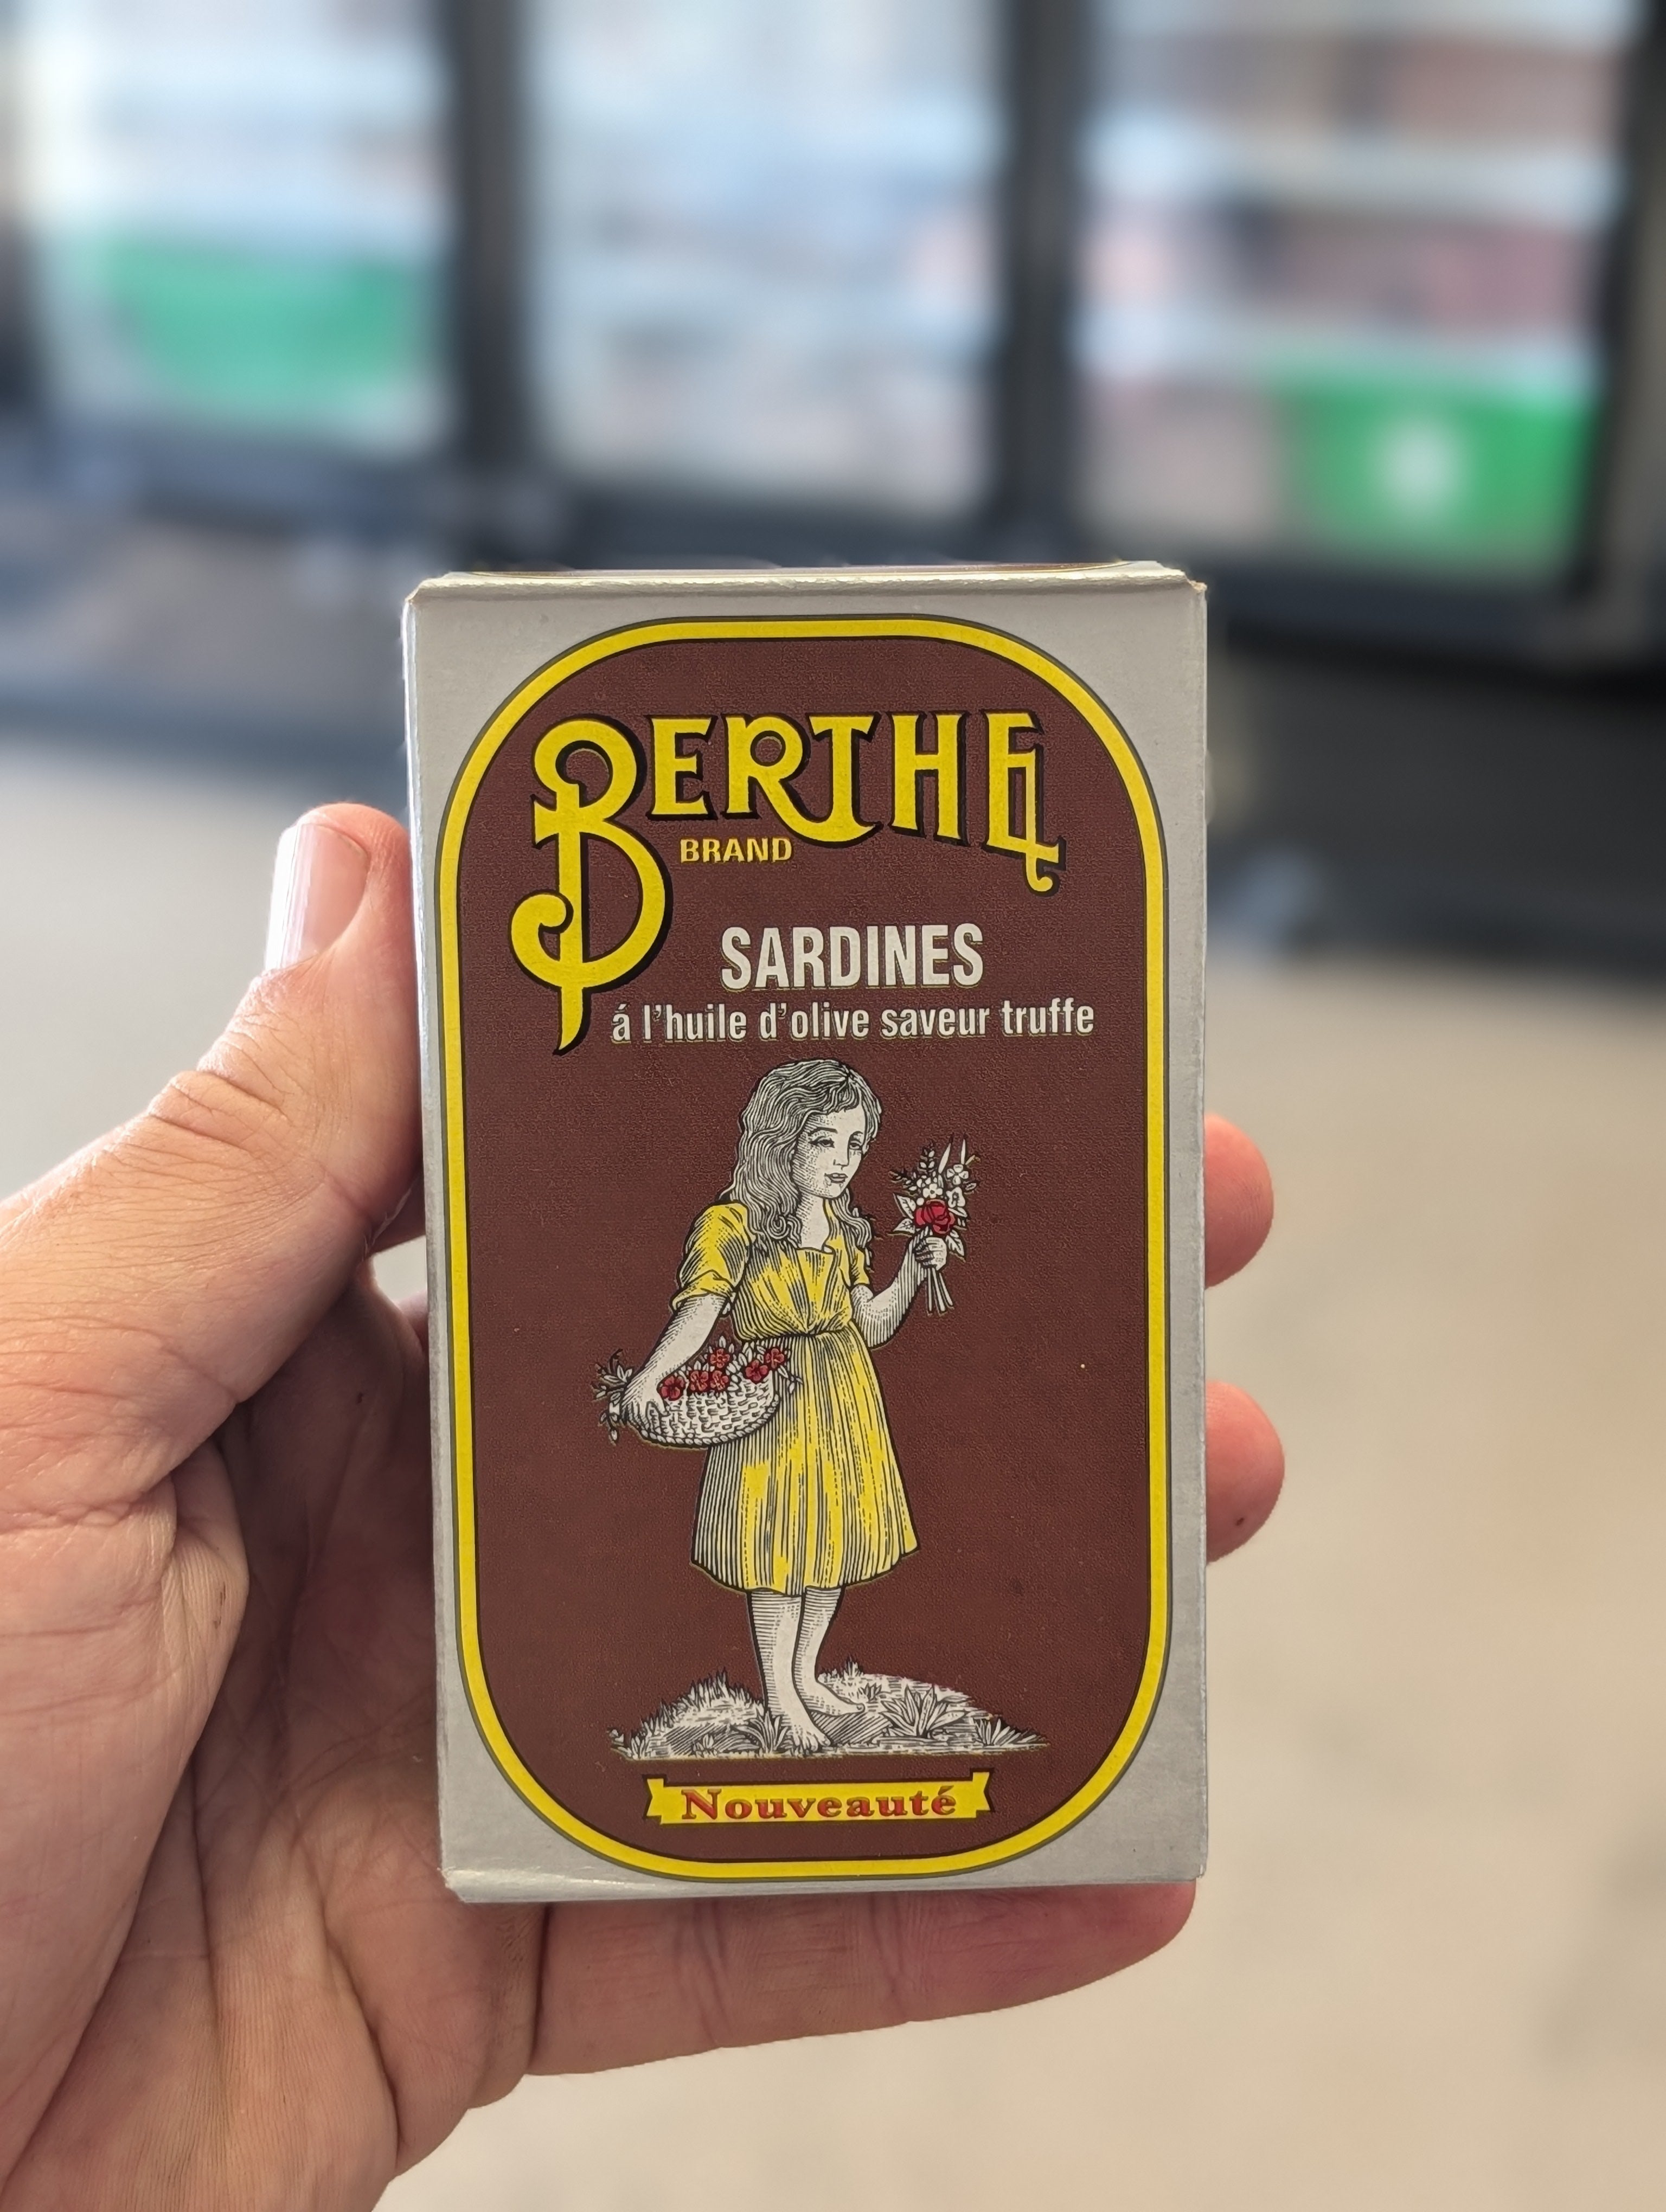 BERTHE
BRAND
SARDINES
á l'huile d'olive saveur truffe
Nouveauté